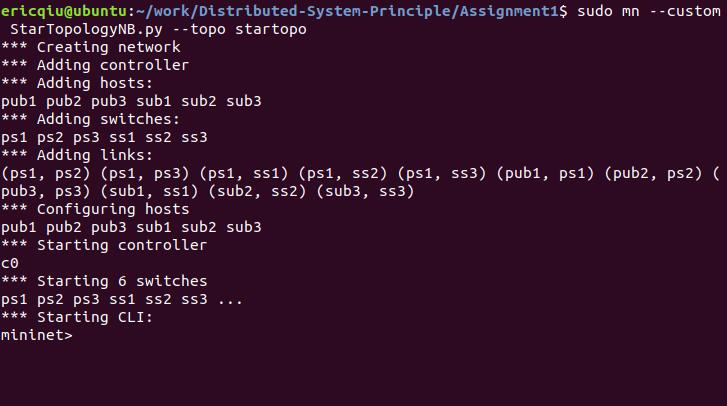 ericqiu@ubuntu:~/work/Distributed-System-Principle/Assignment1$ sudo mn --custom
 StarTopologyNB.py --topo startopo
*** Creating network
*** Adding controller
*** Adding hosts:
pub1 pub2 pub3 sub1 sub2 sub3
*** Adding switches:
ps1 ps2 ps3 ss1 ss2 ss3
*** Adding links:
(ps1, ps2) (ps1, ps3) (ps1, ss1) (ps1, ss2) (ps1, ss3) (pub1, ps1) (pub2, ps2) (
pub3, ps3) (sub1, ss1) (sub2, ss2) (sub3, ss3)
*** Configuring hosts
pub1 pub2 pub3 sub1 sub2 sub3
*** Starting controller
c0
*** Starting 6 switches
ps1 ps2 ps3 ss1 ss2 ss3 ...
*** Starting CLI:
mininet>